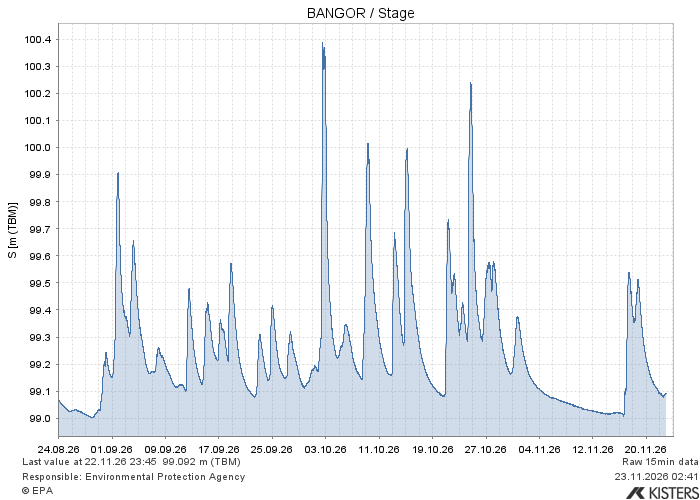 BANGOR / Stage
S [m (TBM)]
100.4
100.3
100.2
100.1
100.0
99.9
99.8
99.7
99.6
99.5
99.4
99.3
99.2
99.1
99.0
24.08.26 01.09.26 09.09.26 17.09.26 25.09.26 03.10.26 11.10.26 19.10.26 27.10.26 04.11.26 12.11.26 20.11.26
Last value at 22.11.26 23:45 99.092 m (TBM) Raw 15min data
Responsible: Environmental Protection Agency 23.11.2026 02:41
© EPA
KISTERS